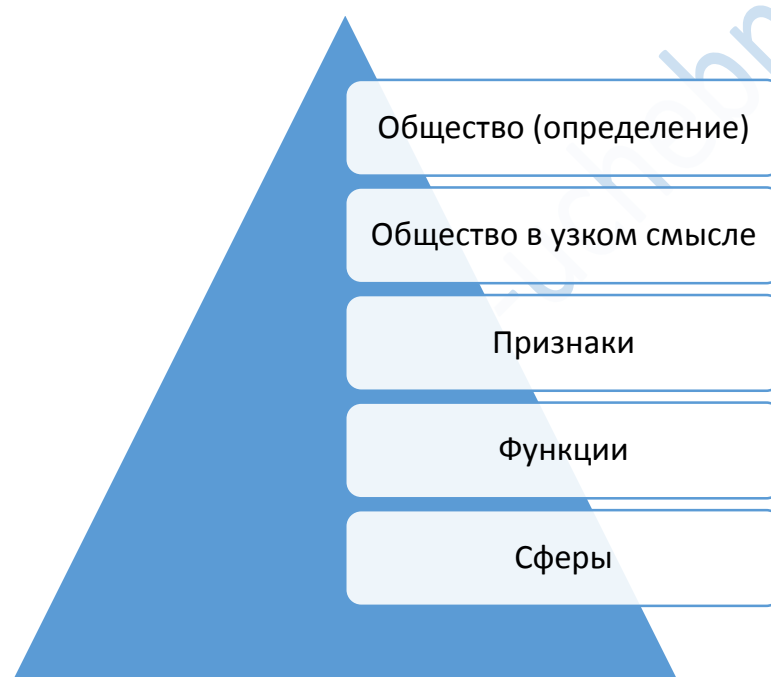 Общество (определение)
Общество в узком смысле
Признаки
Функции
Сферы